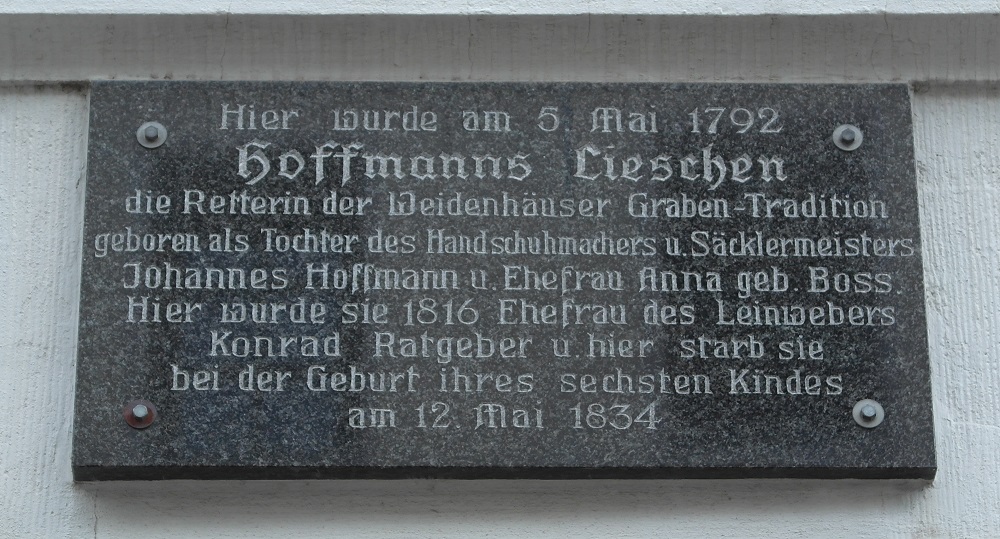 Hier wurde am 5. Mai 1792
Hoffmanns Lieschen
die Retterin der Weidenhäuser Graben-Tradition
geboren als Tochter des Handschuhmachers u. Säcklermeisters
Johannes Hoffmann u. Ehefrau Anna geb. Boss.
Hier wurde sie 1816 Ehefrau des Leinwebers
Konrad Ratgeber u. hier starb sie
bei der Geburt ihres sechsten Kindes
am 12. Mai 1834